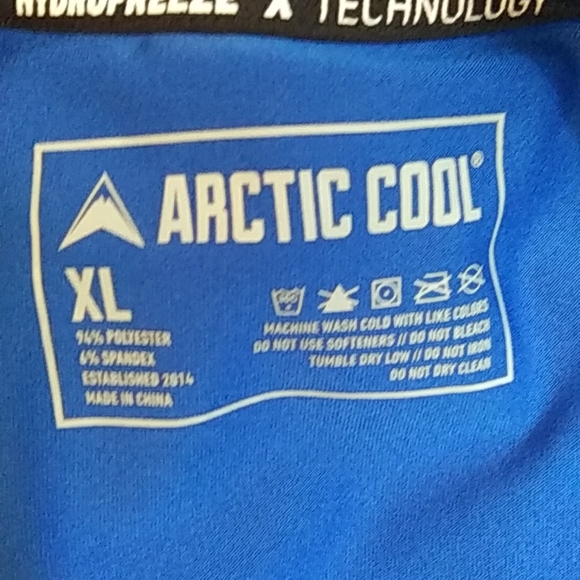 HYDROFREEZE X TECHNOLOGY
ARCTIC COOL®
XL
94% POLYESTER
6% SPANDEX
ESTABLISHED 2014
MADE IN CHINA
MACHINE WASH COLD WITH LIKE COLORS
DO NOT USE SOFTENERS // DO NOT BLEACH
TUMBLE DRY LOW // DO NOT IRON
DO NOT DRY CLEAN